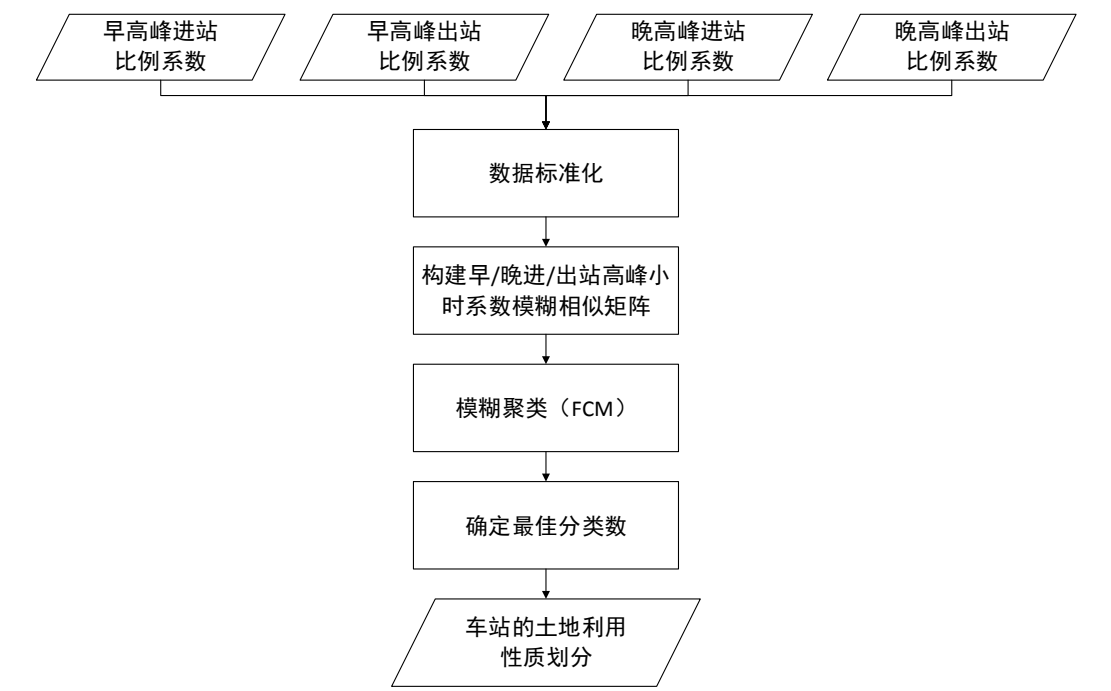 早高峰进站
比例系数
早高峰出站
比例系数
晚高峰进站
比例系数
晚高峰出站
比例系数
数据标准化
构建早/晚进/出站高峰小
时系数模糊相似矩阵
模糊聚类（FCM）
确定最佳分类数
车站的土地利用
性质划分